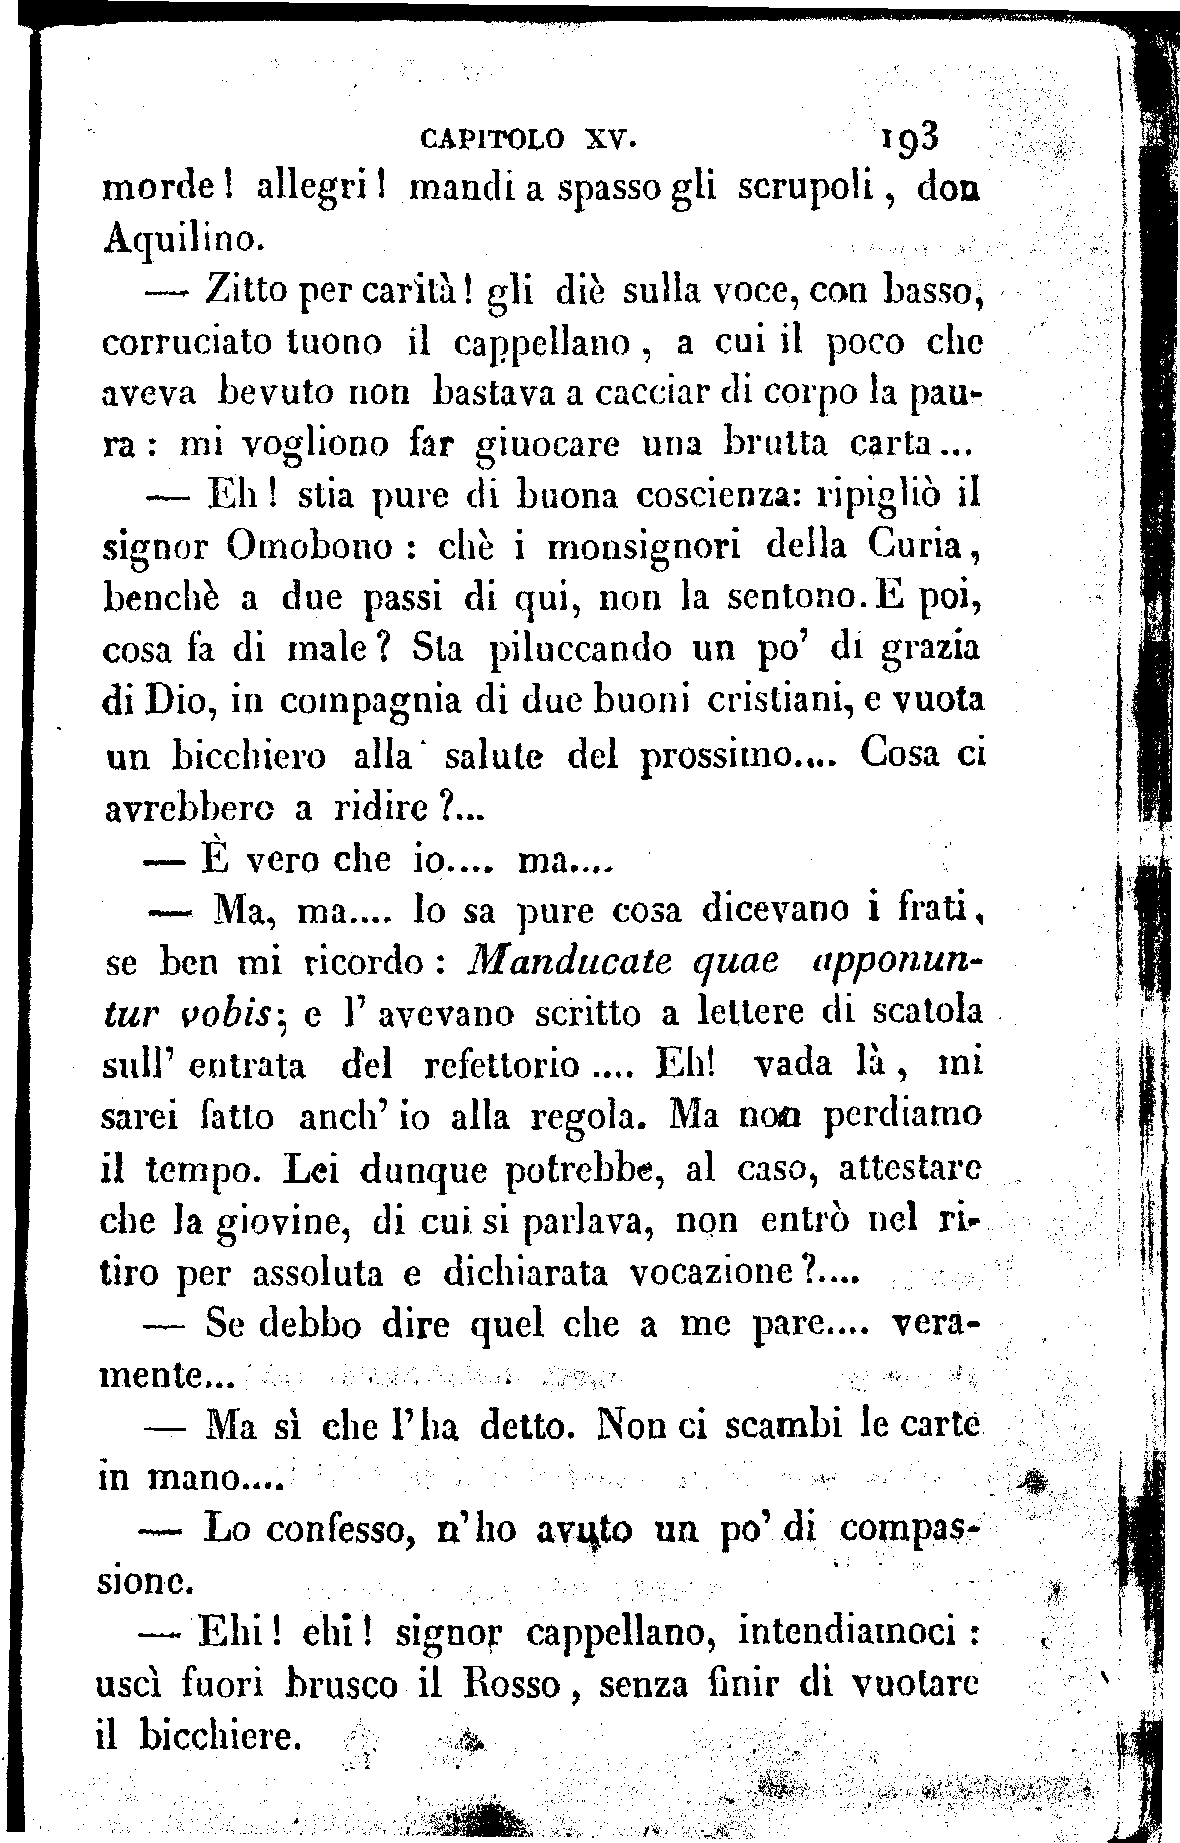 CAPITOLO XV. 193
morde! allegri! mandi a spasso gli scrupoli, don
Aquilino.
— Zitto per carità! gli diè sulla voce, con basso,
corruciato tuono il cappellano, a cui il poco che
aveva bevuto non bastava a cacciar di corpo la pau-
ra: mi vogliono far giuocare una brutta carta...
— Eh! stia pure di buona coscienza: ripigliò il
signor Omobono: chè i monsignori della Curia,
benchè a due passi di qui, non la sentono. E poi,
cosa fa di male? Sta piluccando un po' di grazia
di Dio, in compagnia di due buoni cristiani, e vuota
un bicchiero alla salute del prossimo.... Cosa ci
avrebbero a ridire?...
— È vero che io.... ma....
— Ma, ma.... lo sa pure cosa dicevano i frati,
se ben mi ricordo: Manducate quae apponun-
tur vobis; e l'avevano scritto a lettere di scatola
sull'entrata del refettorio.... Eh! vada là, mi
sarei fatto anch'io alla regola. Ma non perdiamo
il tempo. Lei dunque potrebbe, al caso, attestare
che la giovine, di cui si parlava, non entrò nel ri-
tiro per assoluta e dichiarata vocazione?....
— Se debbo dire quel che a me pare.... vera-
mente...
— Ma sì che l'ha detto. Non ci scambi le carte
in mano....
— Lo confesso, n'ho avuto un po' di compas-
sione.
— Ehi! ehi! signor cappellano, intendiamoci:
uscì fuori brusco il Rosso, senza finir di vuotare
il bicchiere.